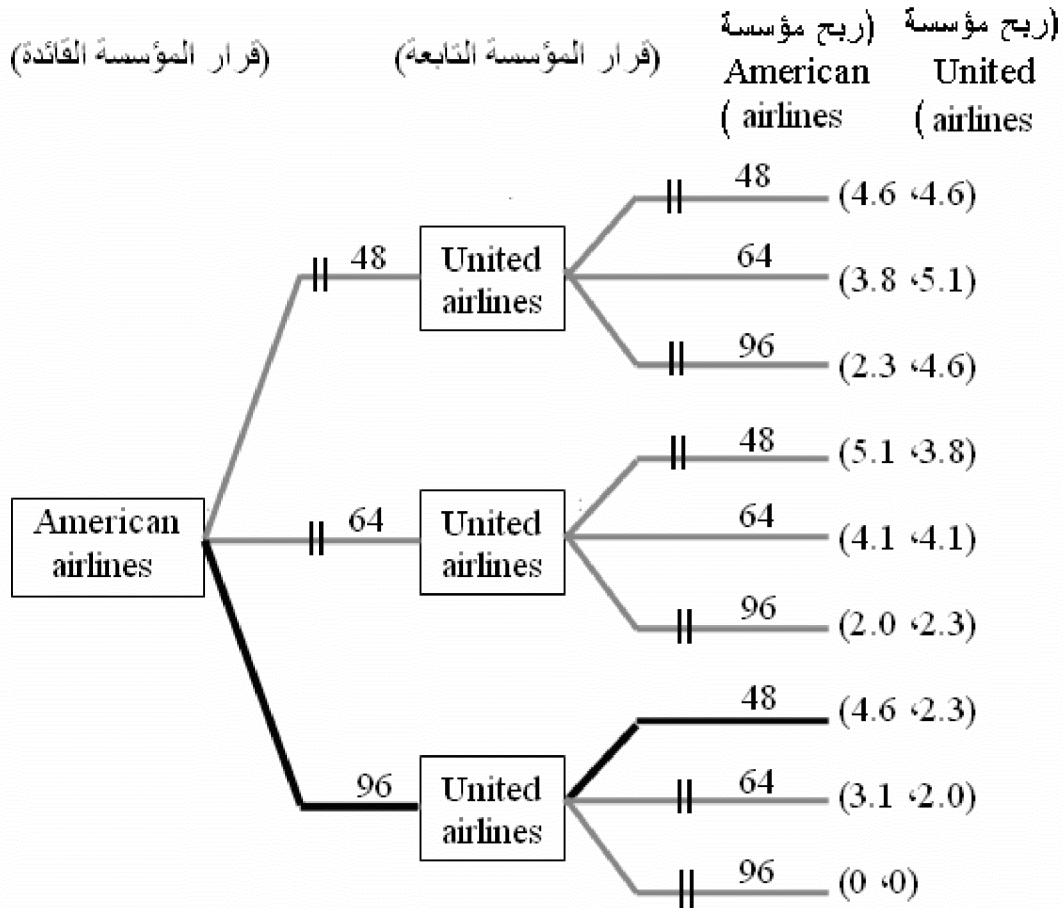 (قرار المؤسسة القائدة)
(قرار المؤسسة التابعة)
(ربح مؤسسة
American
( airlines
(ربح مؤسسة
United
( airlines
48
(4.6 ،4.6)
48
United
airlines
64
(3.8 ،5.1)
96
(2.3 ،4.6)
48
(5.1 ،3.8)
American
airlines
64
United
airlines
64
(4.1 ،4.1)
96
(2.0 ،2.3)
48
(4.6 ،2.3)
96
United
airlines
64
(3.1 ،2.0)
96
(0 ،0)